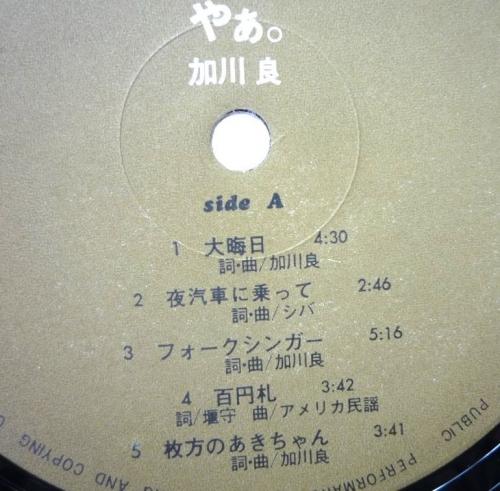 やぁ。
加川 良
side A
1 大晦日 4:30
詞・曲/加川良
2 夜汽車に乗って 2:46
詞・曲/シバ
3 フォークシンガー 5:16
詞・曲/加川良
4 百円札 3:42
詞/堰守 曲/アメリカ民謡
5 枚方のあきちゃん 3:41
詞・曲/加川良
PUBLIC PERFORMAN
NG AND COPYING O